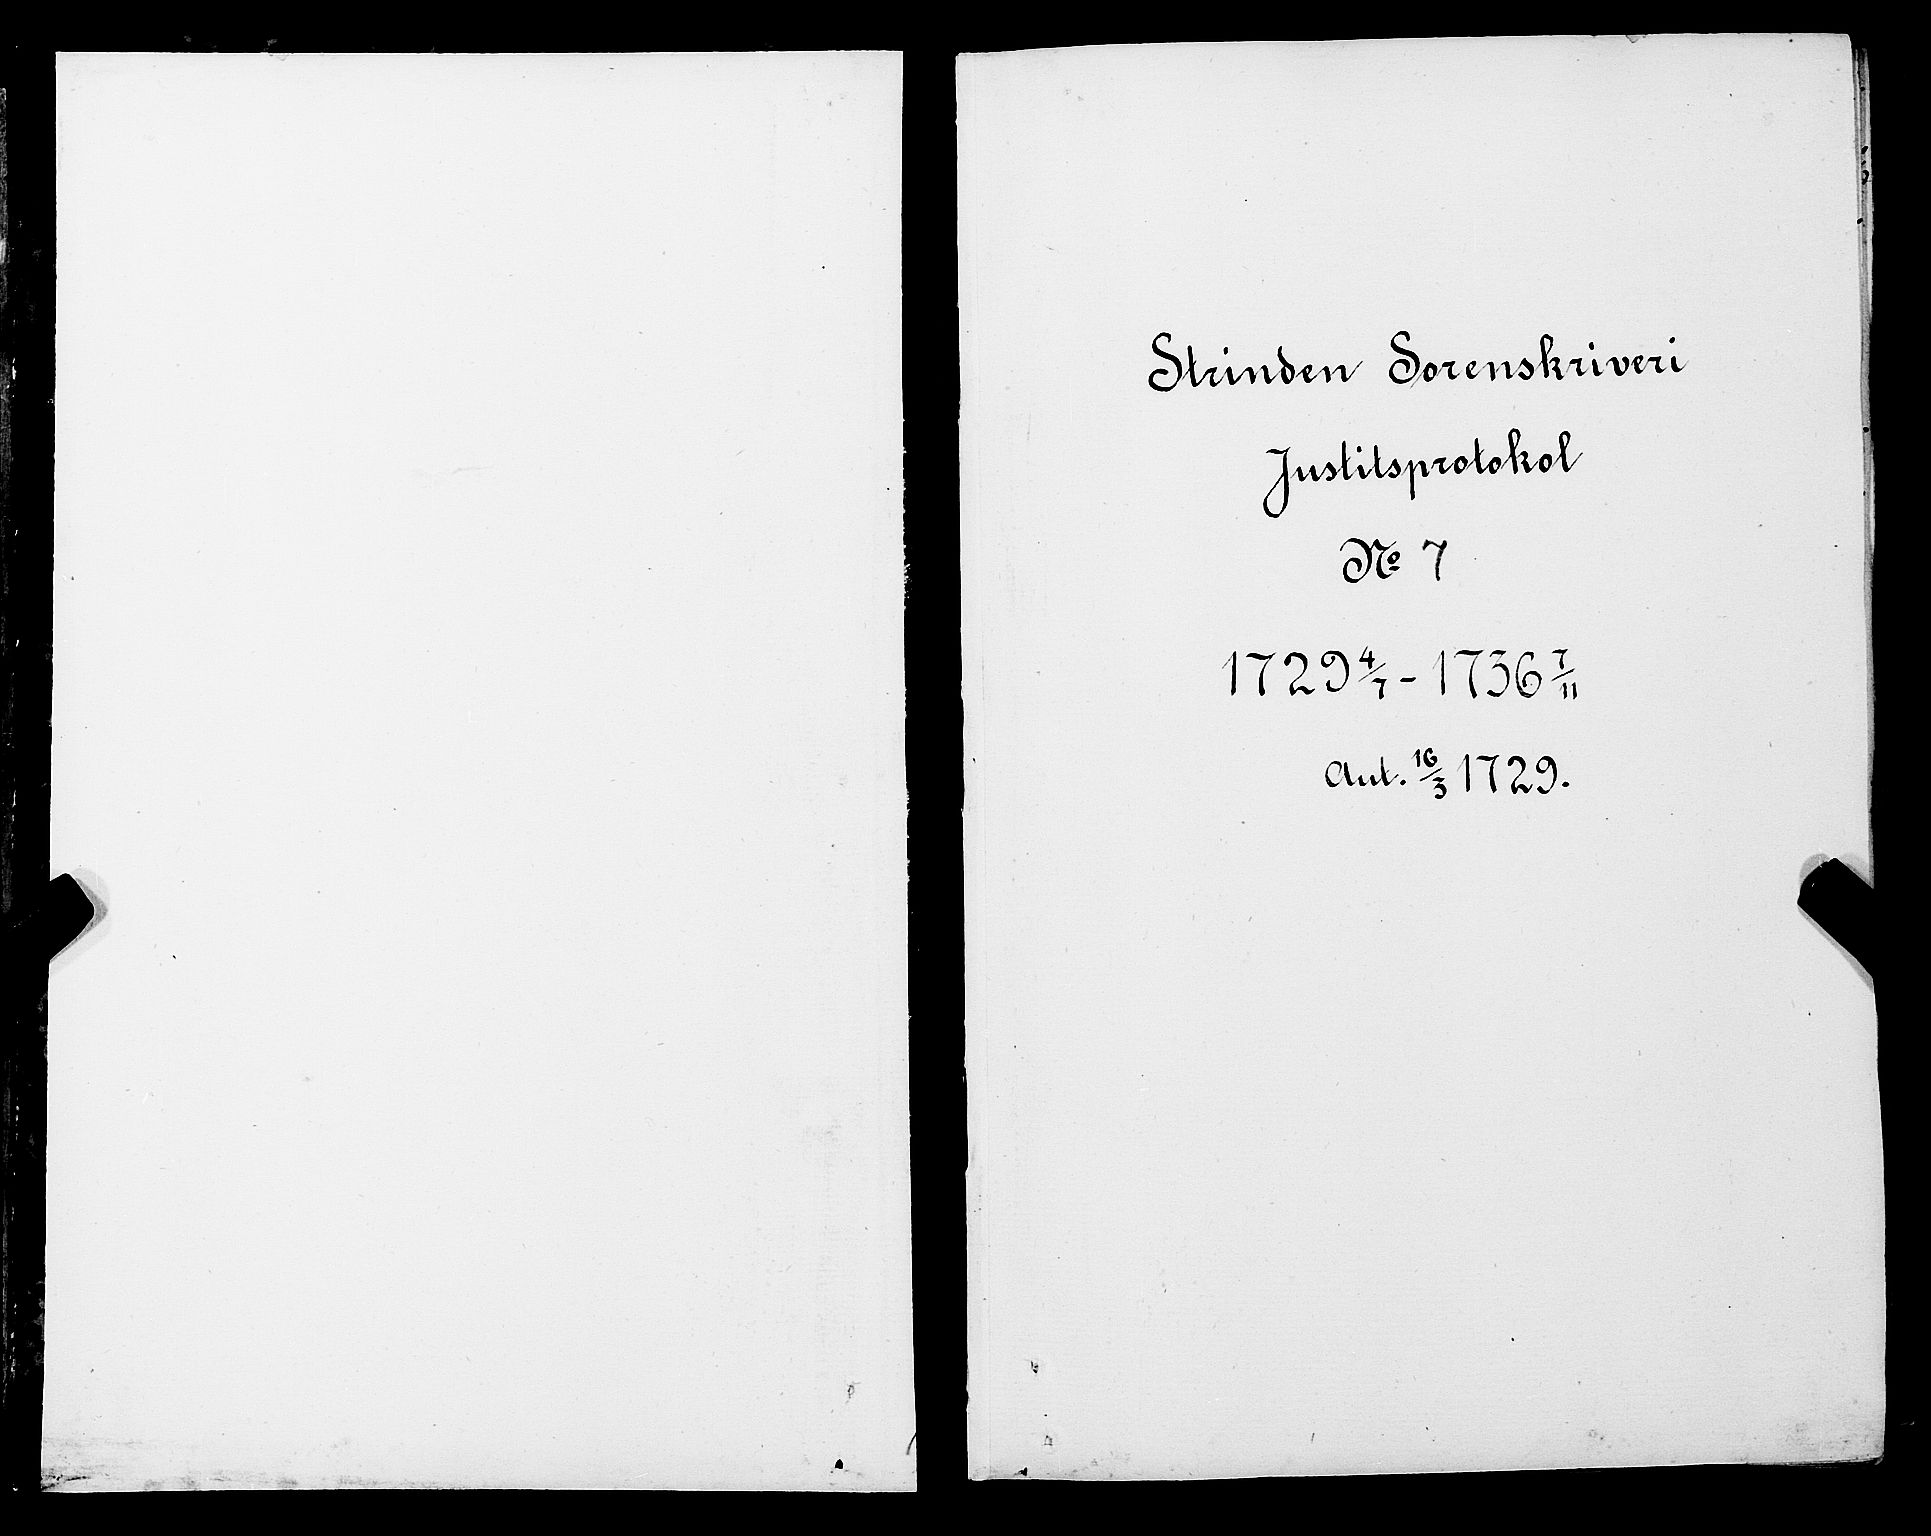 Strinden Sorenskriveri
Justitsprotokol
No 7
1729 4/7 - 1736 7/11
Aut. 16/3 1729.